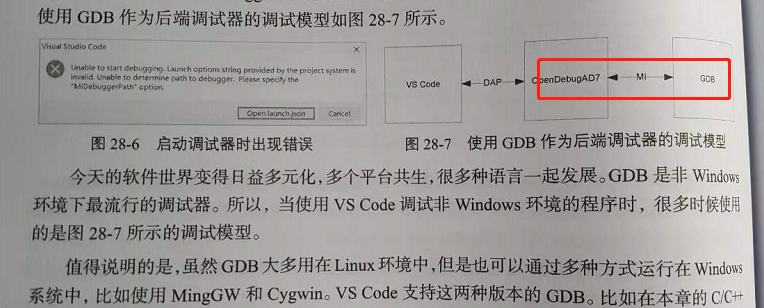 使用 GDB 作为后端调试器的调试模型如图 28-7 所示。
Visual Studio Code
Unable to start debugging. Launch options string provided by the project system is
invalid. Unable to determine path to debugger. Please specify the
"MIDebuggerPath" option.
Open launch.json
Cancel
VS Code
DAP
OpenDebugAD7
MI
GDB
图 28-6 启动调试器时出现错误
图 28-7 使用 GDB 作为后端调试器的调试模型
今天的软件世界变得日益多元化,多个平台共生,很多种语言一起发展。GDB 是非 Windows
环境下最流行的调试器。所以，当使用 VS Code 调试非 Windows 环境的程序时，很多时候使用
的是图 28-7 所示的调试模型。
值得说明的是,虽然 GDB 大多用在 Linux 环境中,但是也可以通过多种方式运行在 Windows
系统中，比如使用 MingGW 和 Cygwin。VS Code 支持这两种版本的 GDB。比如在本章的 C/C++